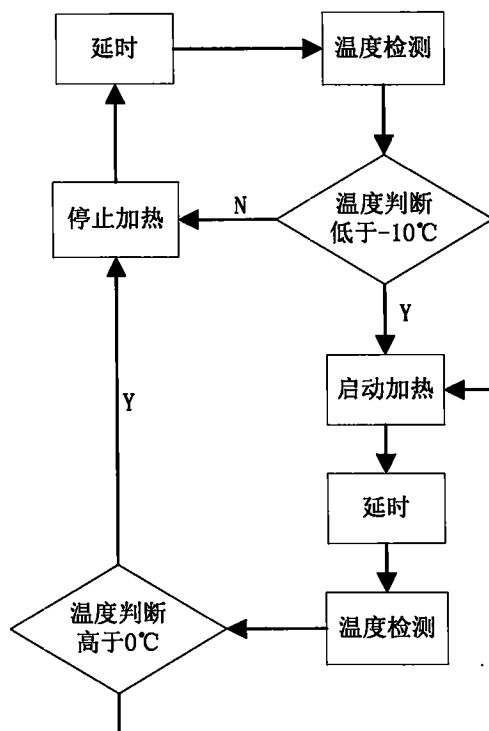 延时
温度检测
停止加热
N
温度判断
低于-10℃
Y
启动加热
Y
延时
温度判断
高于0℃
温度检测